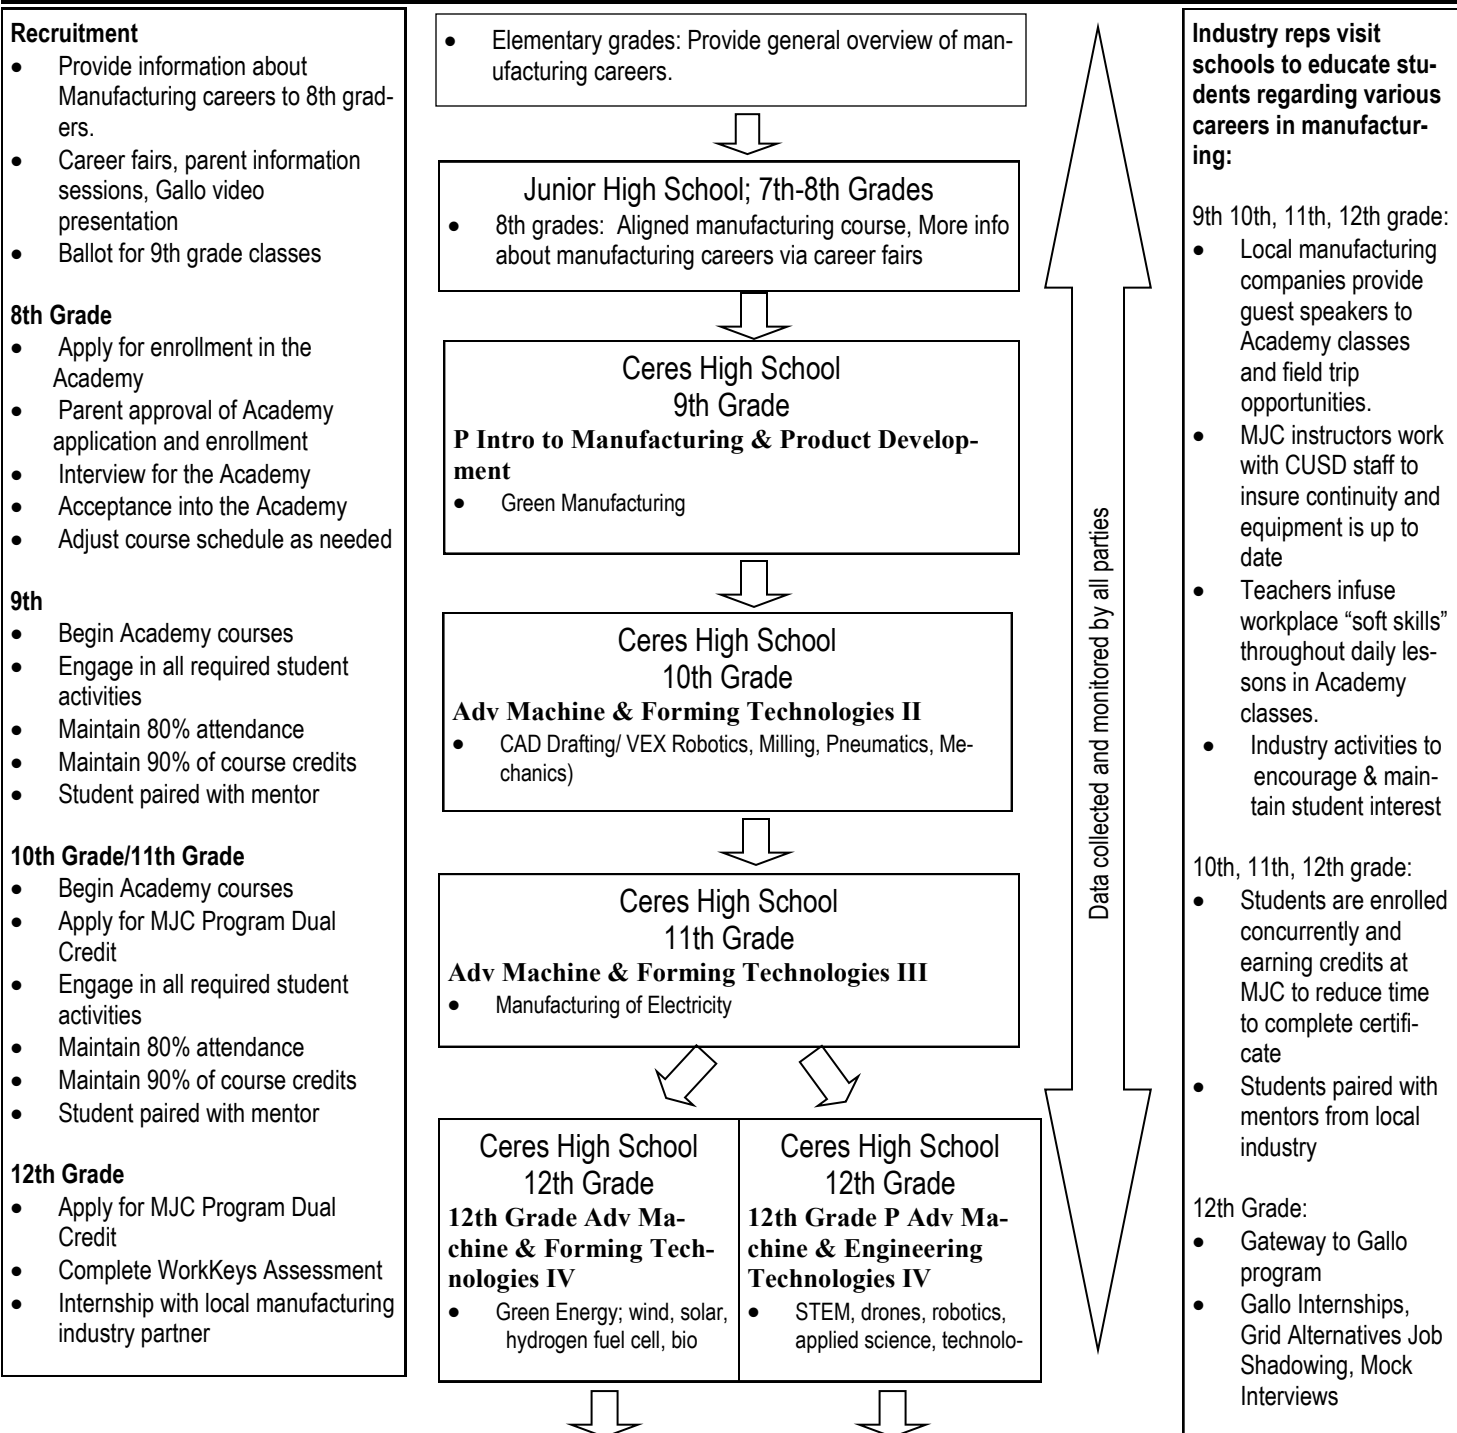 Recruitment
• Provide information about
Manufacturing careers to 8th grad-
ers.
• Career fairs, parent information
sessions, Gallo video
presentation
• Ballot for 9th grade classes
8th Grade
• Apply for enrollment in the
Academy
• Parent approval of Academy
application and enrollment
• Interview for the Academy
• Acceptance into the Academy
• Adjust course schedule as needed
9th
• Begin Academy courses
• Engage in all required student
activities
• Maintain 80% attendance
• Maintain 90% of course credits
• Student paired with mentor
10th Grade/11th Grade
• Begin Academy courses
• Apply for MJC Program Dual
Credit
• Engage in all required student
activities
• Maintain 80% attendance
• Maintain 90% of course credits
• Student paired with mentor
12th Grade
• Apply for MJC Program Dual
Credit
• Complete WorkKeys Assessment
• Internship with local manufacturing
industry partner
• Elementary grades: Provide general overview of man-
ufacturing careers.
Junior High School; 7th-8th Grades
• 8th grades: Aligned manufacturing course, More info
about manufacturing careers via career fairs
Ceres High School
9th Grade
P Intro to Manufacturing & Product Develop-
ment
• Green Manufacturing
Ceres High School
10th Grade
Adv Machine & Forming Technologies II
• CAD Drafting/ VEX Robotics, Milling, Pneumatics, Me-
chanics)
Ceres High School
11th Grade
Adv Machine & Forming Technologies III
• Manufacturing of Electricity
Ceres High School
12th Grade
12th Grade Adv Ma-
chine & Forming Tech-
nologies IV
• Green Energy; wind, solar,
hydrogen fuel cell, bio
Ceres High School
12th Grade
12th Grade P Adv Ma-
chine & Engineering
Technologies IV
• STEM, drones, robotics,
applied science, technolo-
Data collected and monitored by all parties
Industry reps visit
schools to educate stu-
dents regarding various
careers in manufactur-
ing:
9th 10th, 11th, 12th grade:
• Local manufacturing
companies provide
guest speakers to
Academy classes
and field trip
opportunities.
• MJC instructors work
with CUSD staff to
insure continuity and
equipment is up to
date
• Teachers infuse
workplace “soft skills”
throughout daily les-
sons in Academy
classes.
• Industry activities to
encourage & main-
tain student interest
10th, 11th, 12th grade:
• Students are enrolled
concurrently and
earning credits at
MJC to reduce time
to complete certifi-
cate
• Students paired with
mentors from local
industry
12th Grade:
• Gateway to Gallo
program
• Gallo Internships,
Grid Alternatives Job
Shadowing, Mock
Interviews